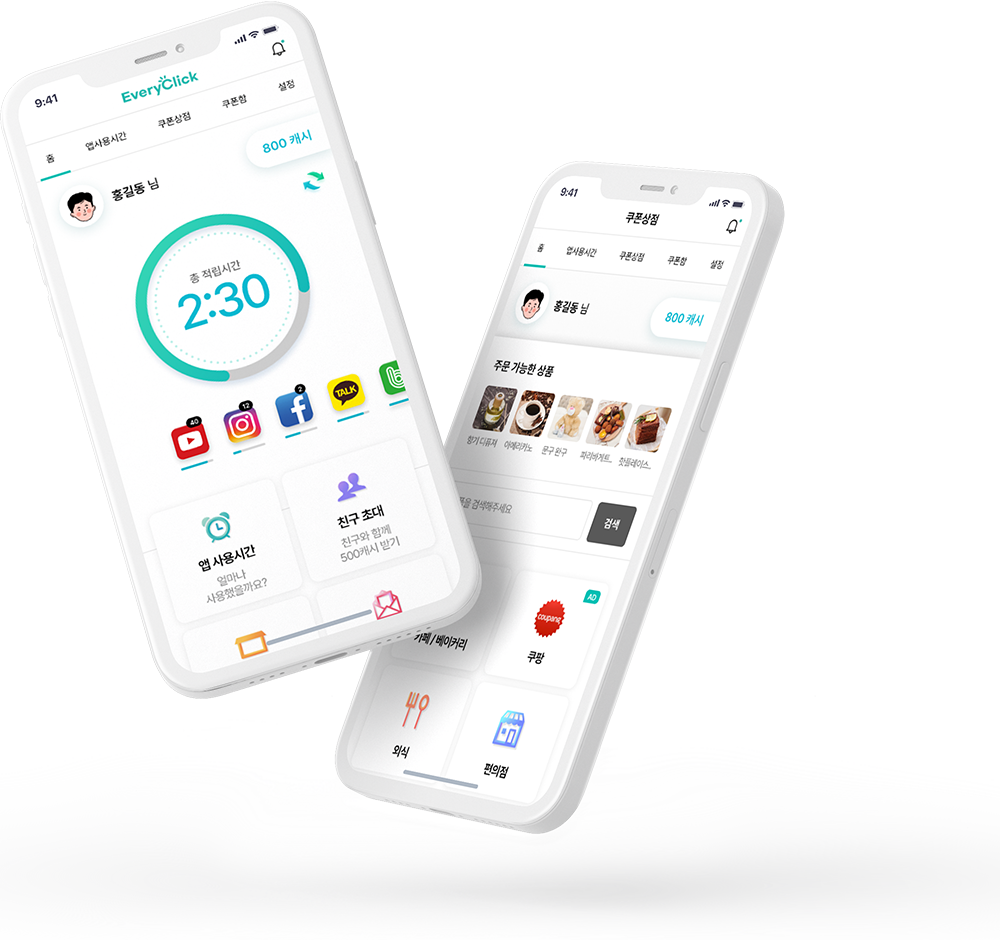 9:41
EveryClick
홈
앱사용시간
쿠폰상점
쿠폰함
설정
800 캐시
홍길동 님
총 적립시간
2:30
40
12
2
TALK
앱 사용시간
얼마나
사용했을까요?
친구 초대
친구와 함께
500캐시 받기
9:41
쿠폰상점
홈
앱사용시간
쿠폰상점
쿠폰함
설정
홍길동 님
800 캐시
주문 가능한 상품
향기 디퓨져
아메리카노
문구 완구
파리바게트...
핫플레이스...
을 검색해주세요
검색
카페 / 베이커리
AD
coupang
쿠팡
외식
편의점